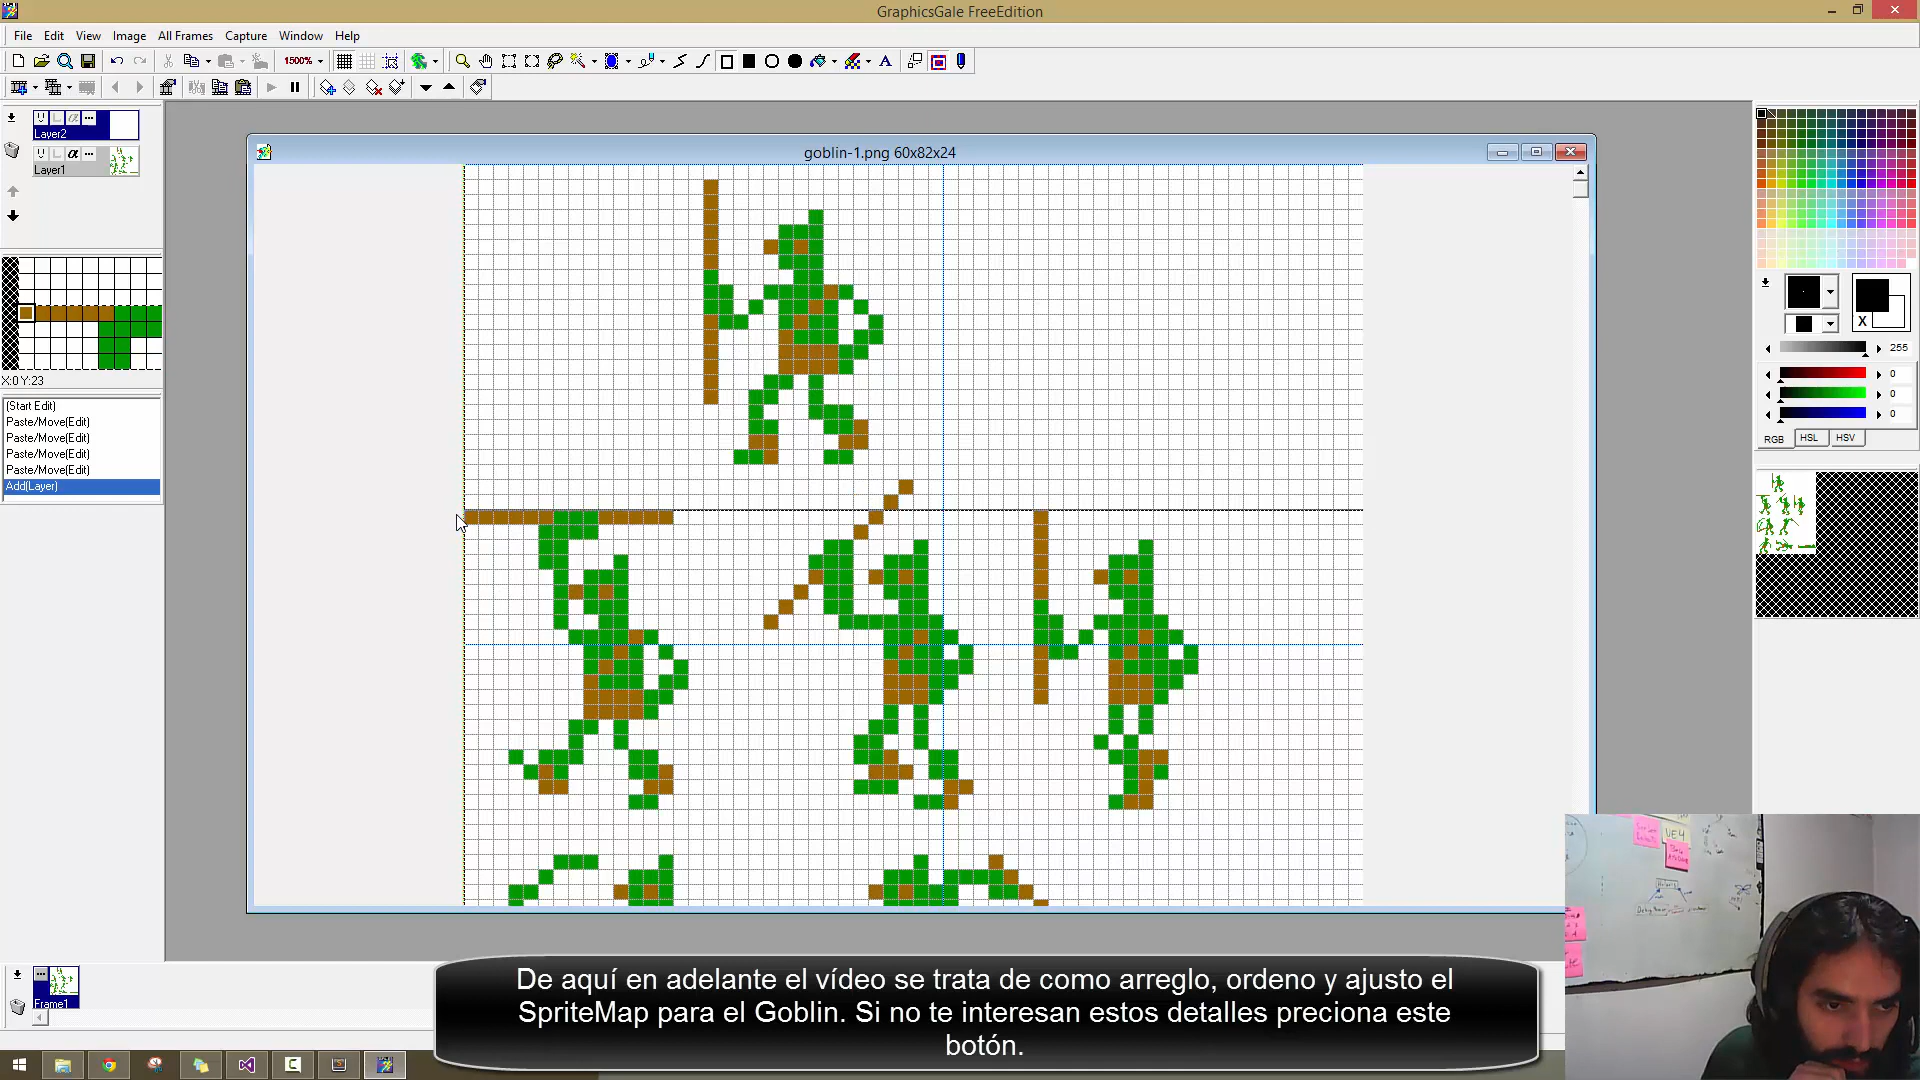 GraphicsGale FreeEdition
File Edit View Image All Frames Capture Window Help
1500%
Layer2
Layer1
goblin-1.png 60x82x24
X:0 Y:23
(Start Edit)
Paste/Move(Edit)
Paste/Move(Edit)
Paste/Move(Edit)
Paste/Move(Edit)
Add(Layer)
X
255
0
0
0
RGB HSL HSV
VE4
Frame1
De aquí en adelante el vídeo se trata de como arreglo, ordeno y ajusto el
SpriteMap para el Goblin. Si no te interesan estos detalles preciona este
botón.